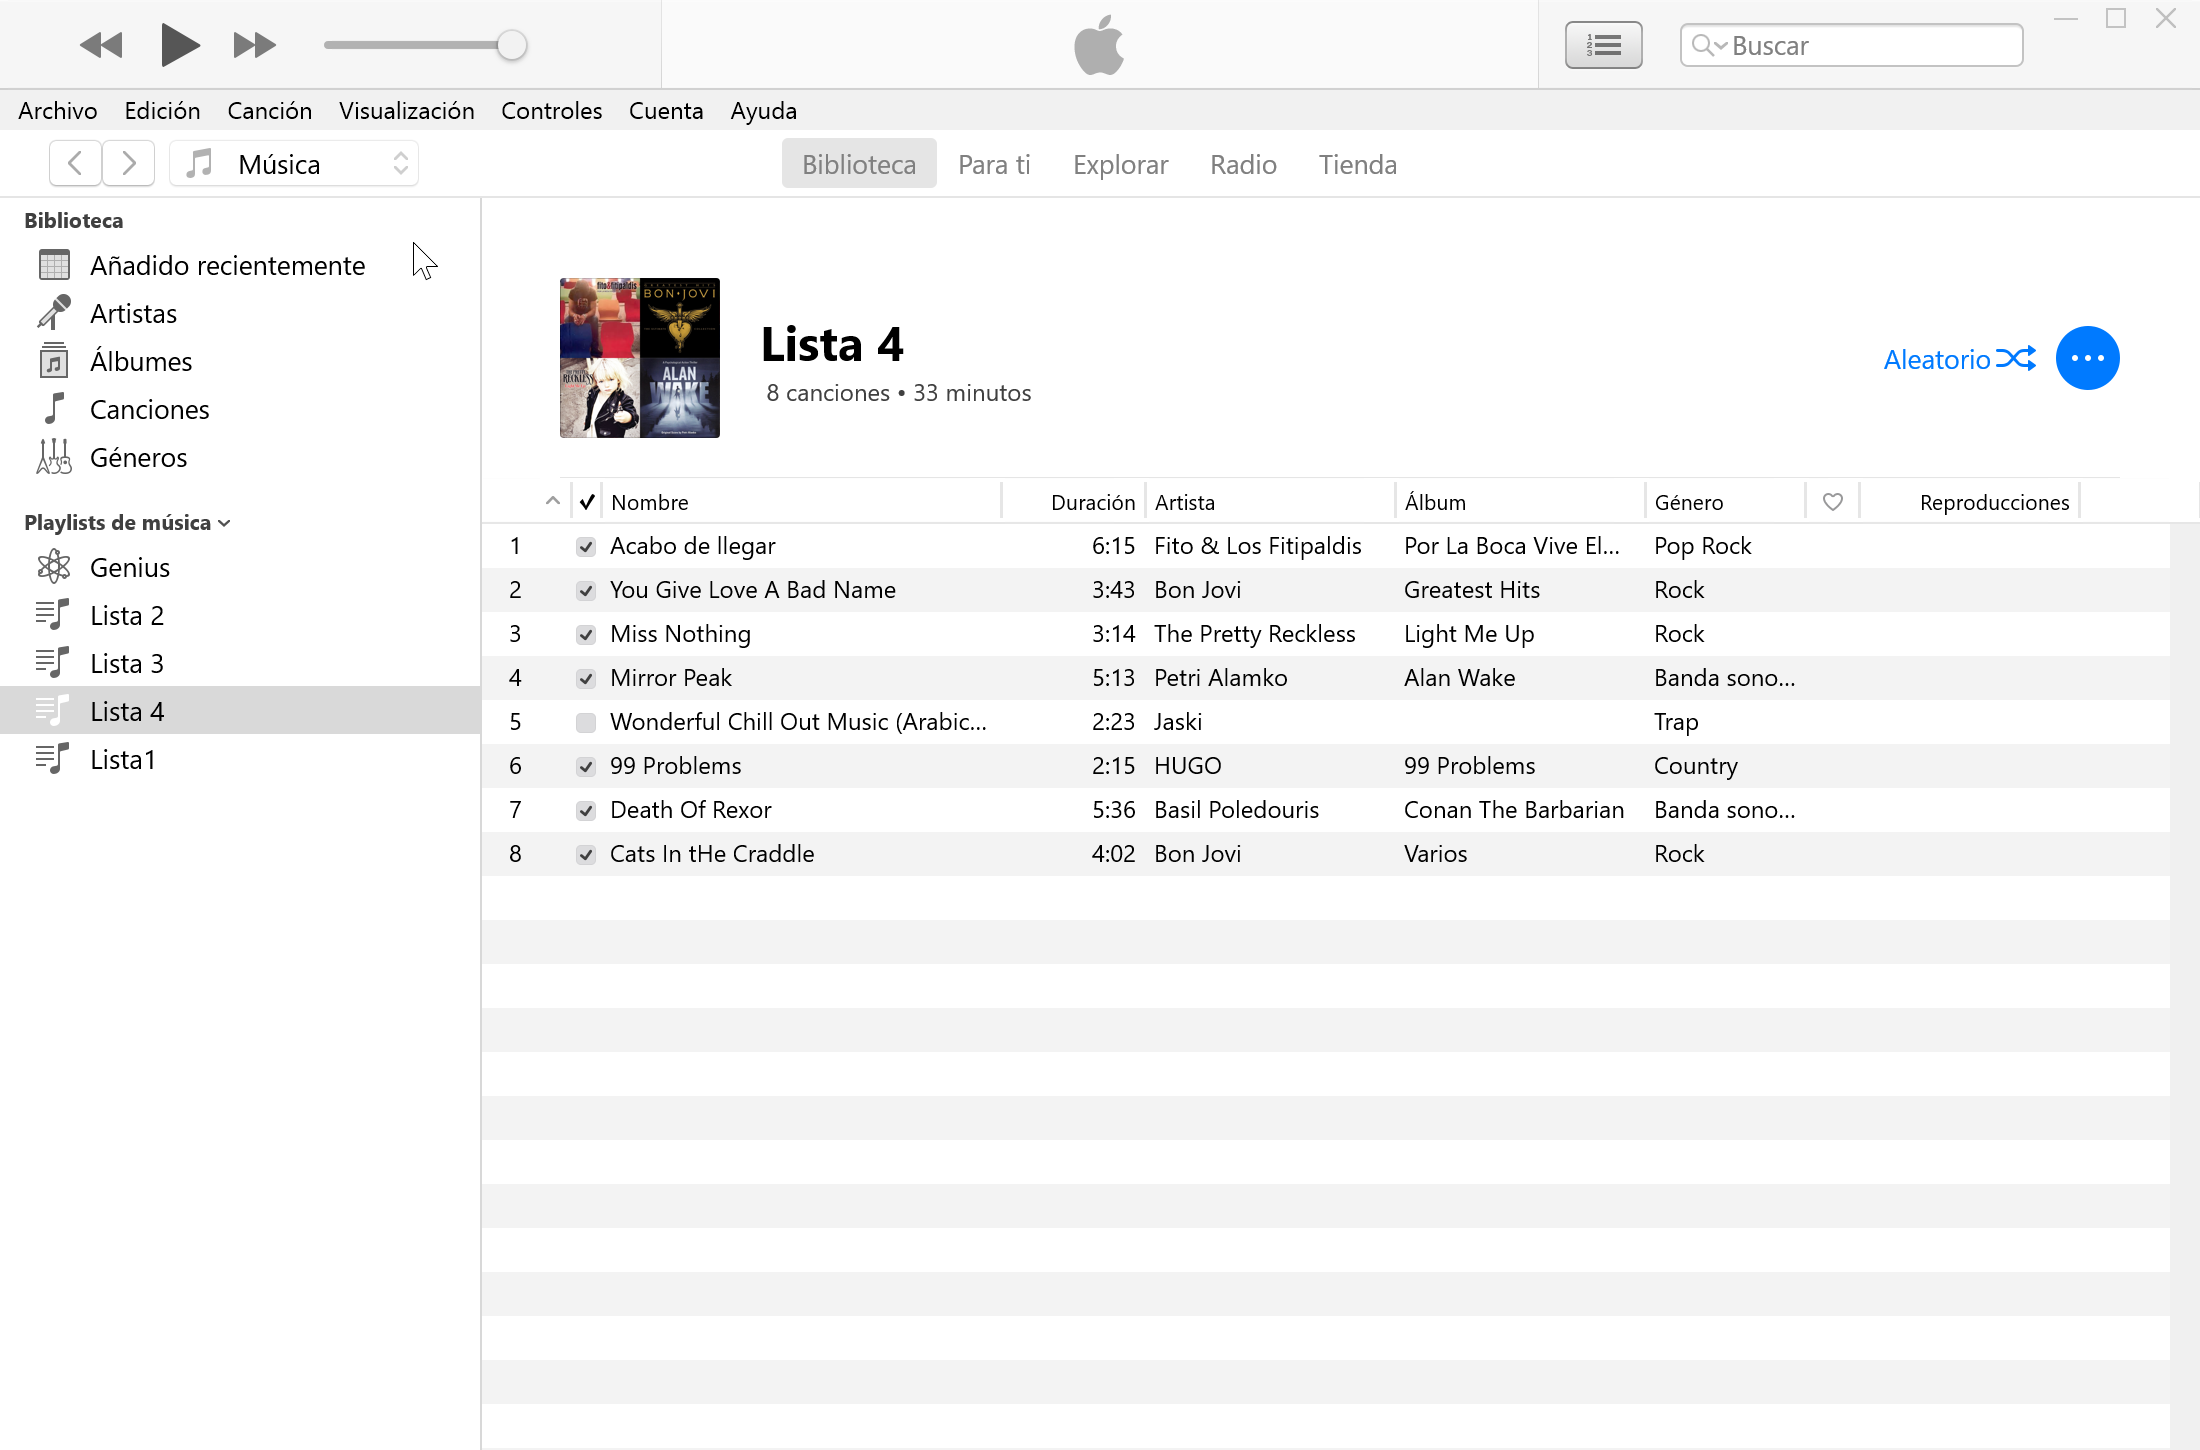 Buscar
Archivo Edición Canción Visualización Controles Cuenta Ayuda
Música
Biblioteca Para ti Explorar Radio Tienda
Biblioteca
Añadido recientemente
Artistas
Álbumes
Canciones
Géneros
Playlists de música
Genius
Lista 2
Lista 3
Lista 4
Lista1
fito&fitipaldis
BON·JOVI
RECKLESS
ALAN
WAKE
Lista 4
8 canciones • 33 minutos
Aleatorio
Nombre Duración Artista Álbum Género Reproducciones
1 Acabo de llegar 6:15 Fito & Los Fitipaldis Por La Boca Vive El... Pop Rock
2 You Give Love A Bad Name 3:43 Bon Jovi Greatest Hits Rock
3 Miss Nothing 3:14 The Pretty Reckless Light Me Up Rock
4 Mirror Peak 5:13 Petri Alamko Alan Wake Banda sono...
5 Wonderful Chill Out Music (Arabic... 2:23 Jaski Trap
6 99 Problems 2:15 HUGO 99 Problems Country
7 Death Of Rexor 5:36 Basil Poledouris Conan The Barbarian Banda sono...
8 Cats In tHe Craddle 4:02 Bon Jovi Varios Rock